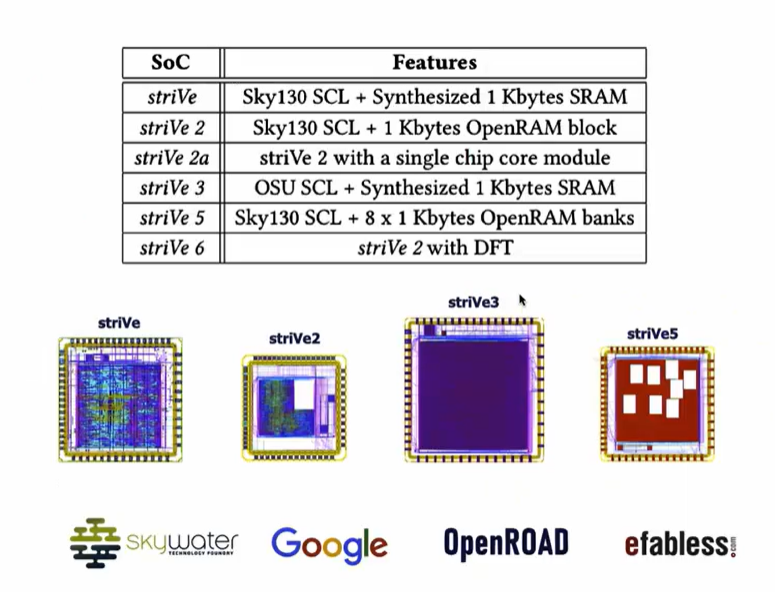 SoC Features
striVe Sky130 SCL + Synthesized 1 Kbytes SRAM
striVe 2 Sky130 SCL + 1 Kbytes OpenRAM block
striVe 2a striVe 2 with a single chip core module
striVe 3 OSU SCL + Synthesized 1 Kbytes SRAM
striVe 5 Sky130 SCL + 8 x 1 Kbytes OpenRAM banks
striVe 6 striVe 2 with DFT
striVe striVe2 striVe3 striVe5
skywater Google OpenROAD efabless.com
TECHNOLOGY FOUNDRY